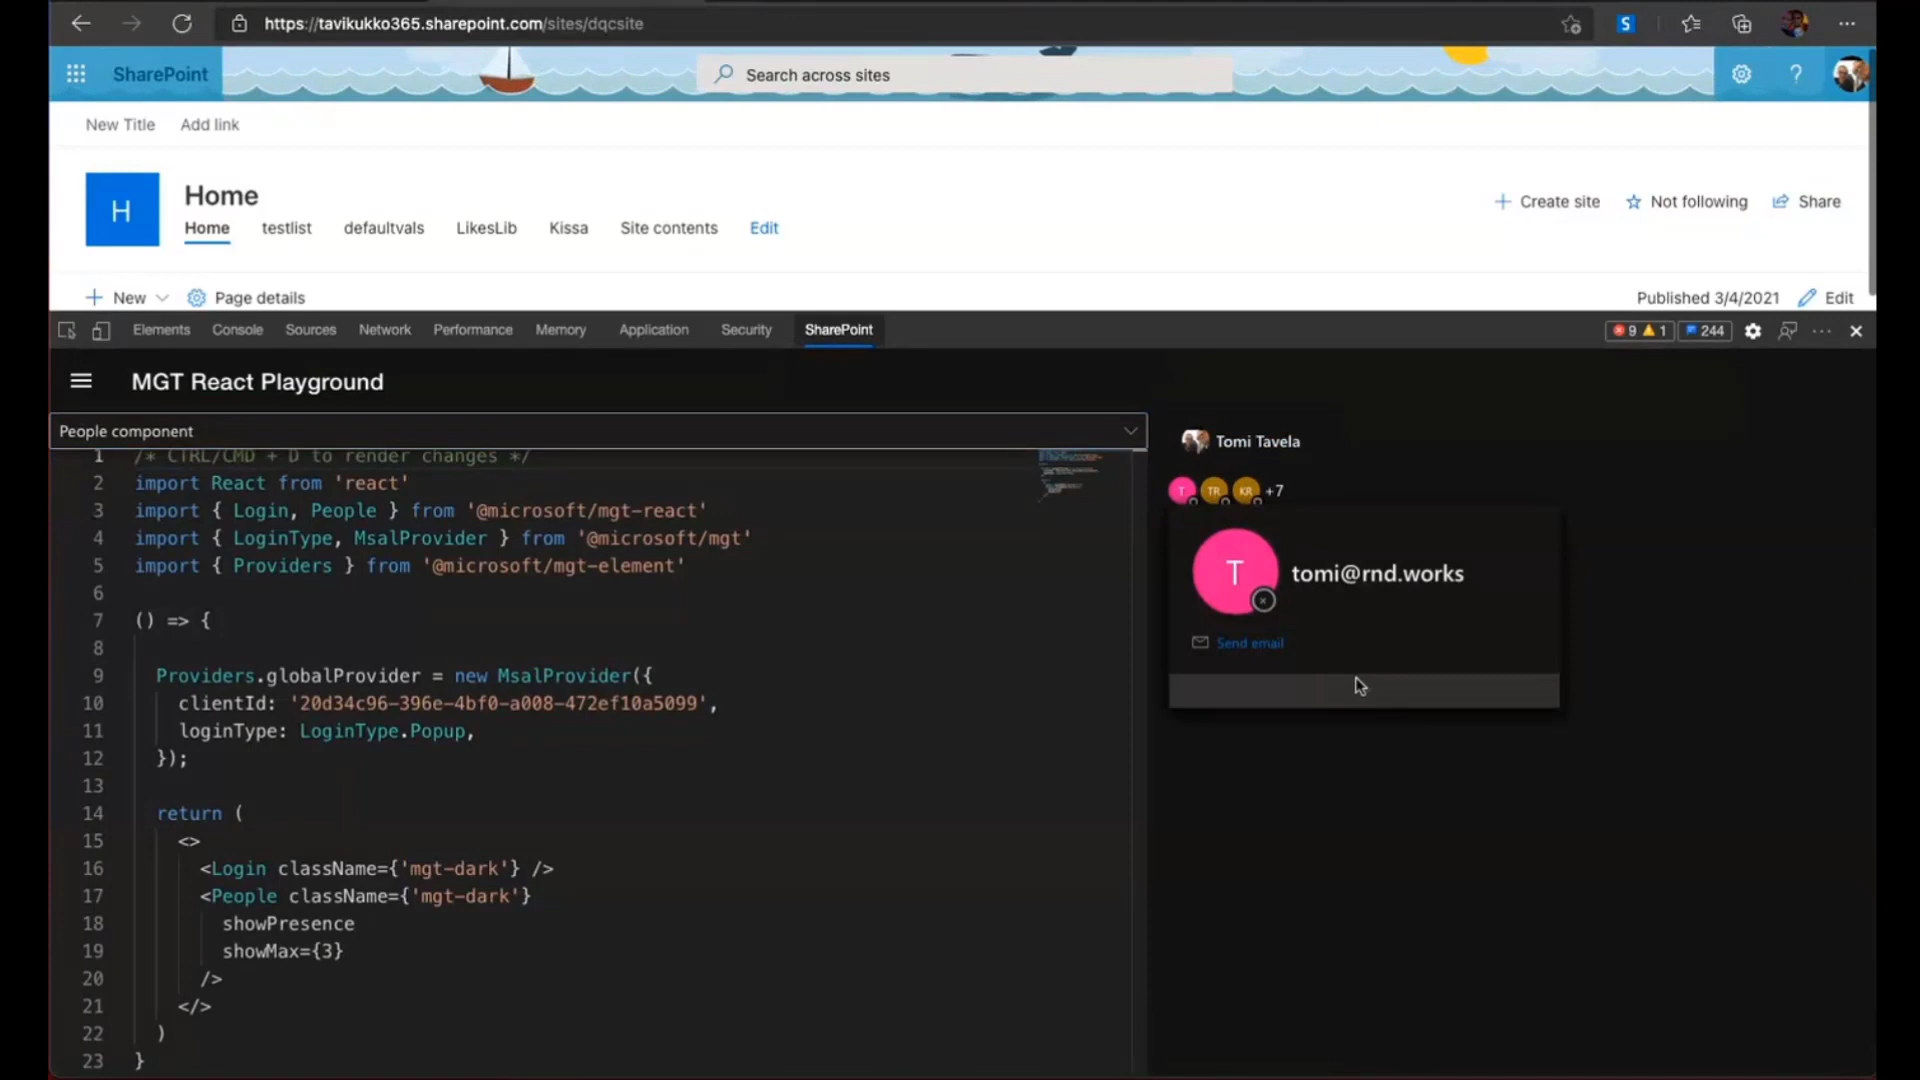 https://tavikukko365.sharepoint.com/sites/dqcsite
S
SharePoint
Search across sites
?
New Title Add link
H
Home
Home testlist defaultvals LikesLib Kissa Site contents Edit
Create site Not following Share
New Page details
Published 3/4/2021 Edit
Elements Console Sources Network Performance Memory Application Security SharePoint
9 1 244
MGT React Playground
People component
1 /* CTRL/CMD + D to render changes */
2 import React from 'react'
3 import { Login, People } from '@microsoft/mgt-react'
4 import { LoginType, MsalProvider } from '@microsoft/mgt'
5 import { Providers } from '@microsoft/mgt-element'
6
7 () => {
8
9 Providers.globalProvider = new MsalProvider({
10 clientId: '20d34c96-396e-4bf0-a008-472ef10a5099',
11 loginType: LoginType.Popup,
12 });
13
14 return (
15 <>
16 <Login className={'mgt-dark'} />
17 <People className={'mgt-dark'}
18 showPresence
19 showMax={3}
20 />
21 </>
22 )
23 }
Tomi Tavela
T TR KR +7
T
tomi@rnd.works
Send email